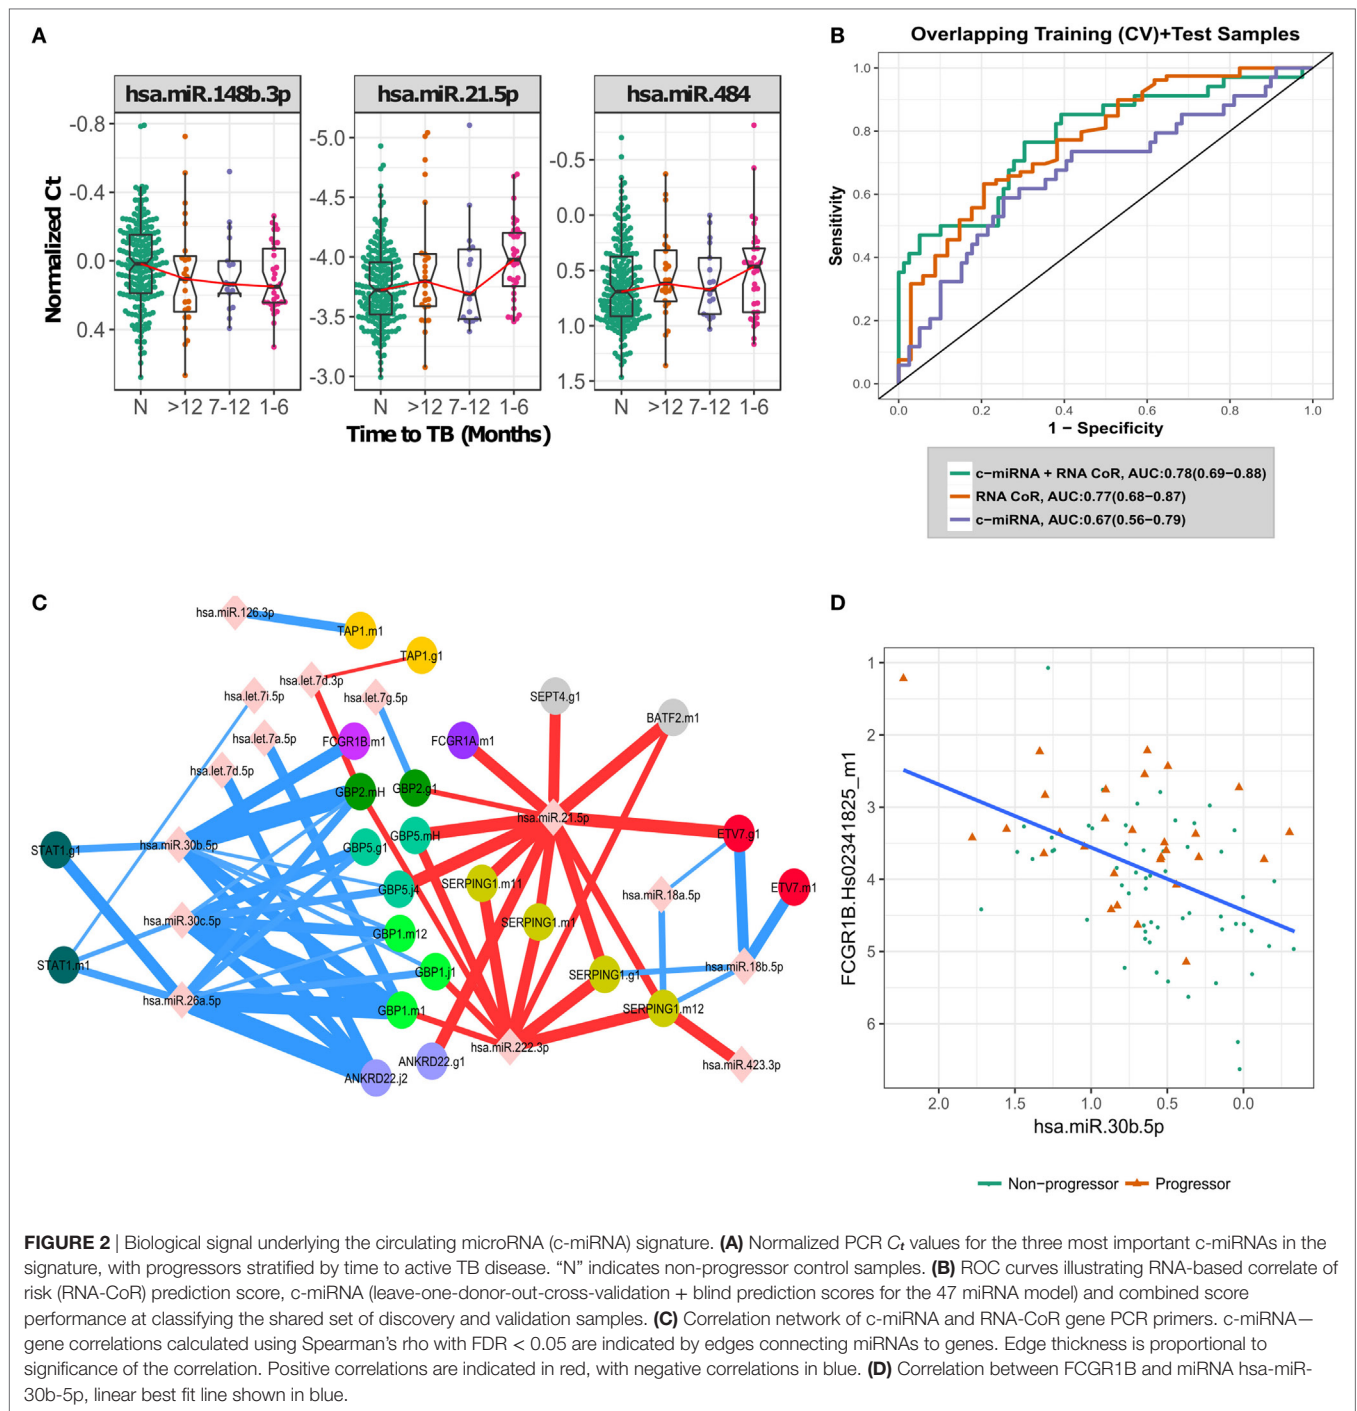 A
hsa.miR.148b.3p
hsa.miR.21.5p
hsa.miR.484
Normalized Ct
-0.8
-0.4
0.0
0.4
-5.0
-4.5
-4.0
-3.5
-3.0
-0.5
0.0
0.5
1.0
1.5
N >12 7-12 1-6
N >12 7-12 1-6
N >12 7-12 1-6
Time to TB (Months)
B
Overlapping Training (CV)+Test Samples
Sensitivity
1.0
0.8
0.6
0.4
0.2
0.0
0.0 0.2 0.4 0.6 0.8 1.0
1 − Specificity
c−miRNA + RNA CoR, AUC:0.78(0.69−0.88)
RNA CoR, AUC:0.77(0.68−0.87)
c−miRNA, AUC:0.67(0.56−0.79)
C
hsa.miR.126.3p
TAP1.m1
TAP1.g1
hsa.let.7d.3p
hsa.let.7i.5p
hsa.let.7g.5p
SEPT4.g1
BATF2.m1
hsa.let.7a.5p
FCGR1B.m1
FCGR1A.m1
hsa.let.7d.5p
GBP2.mH
GBP2.g1
hsa.miR.21.5p
STAT1.g1
hsa.miR.30b.5p
GBP5.g1
GBP5.mH
ETV7.g1
GBP5.j4
SERPING1.m11
hsa.miR.18a.5p
ETV7.m1
hsa.miR.30c.5p
GBP1.m12
SERPING1.m1
STAT1.m1
GBP1.j1
SERPING1.g1
hsa.miR.18b.5p
hsa.miR.26a.5p
GBP1.m1
SERPING1.m12
ANKRD22.g1
hsa.miR.222.3p
hsa.miR.423.3p
ANKRD22.j2
D
FCGR1B.Hs02341825_m1
1
2
3
4
5
6
2.0 1.5 1.0 0.5 0.0
hsa.miR.30b.5p
Non−progressor Progressor
FIGURE 2 | Biological signal underlying the circulating microRNA (c-miRNA) signature. (A) Normalized PCR Ct values for the three most important c-miRNAs in the
signature, with progressors stratified by time to active TB disease. “N” indicates non-progressor control samples. (B) ROC curves illustrating RNA-based correlate of
risk (RNA-CoR) prediction score, c-miRNA (leave-one-donor-out-cross-validation + blind prediction scores for the 47 miRNA model) and combined score
performance at classifying the shared set of discovery and validation samples. (C) Correlation network of c-miRNA and RNA-CoR gene PCR primers. c-miRNA—
gene correlations calculated using Spearman’s rho with FDR < 0.05 are indicated by edges connecting miRNAs to genes. Edge thickness is proportional to
significance of the correlation. Positive correlations are indicated in red, with negative correlations in blue. (D) Correlation between FCGR1B and miRNA hsa-miR-
30b-5p, linear best fit line shown in blue.